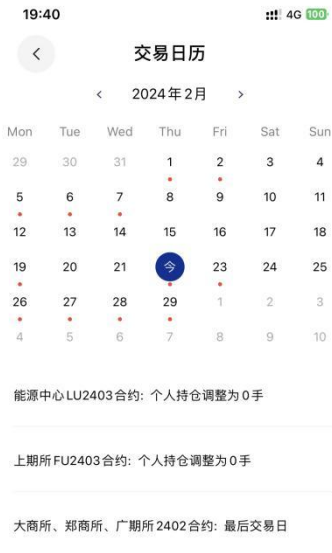 19:40 4G 100
交易日历
2024年2月
Mon Tue Wed Thu Fri Sat Sun
29 30 31 1 2 3 4
5 6 7 8 9 10 11
12 13 14 15 16 17 18
19 20 21 今 23 24 25
26 27 28 29 1 2 3
4 5 6 7 8 9 10
能源中心LU2403合约: 个人持仓调整为0手
上期所FU2403合约: 个人持仓调整为0手
大商所、郑商所、广期所2402合约: 最后交易日